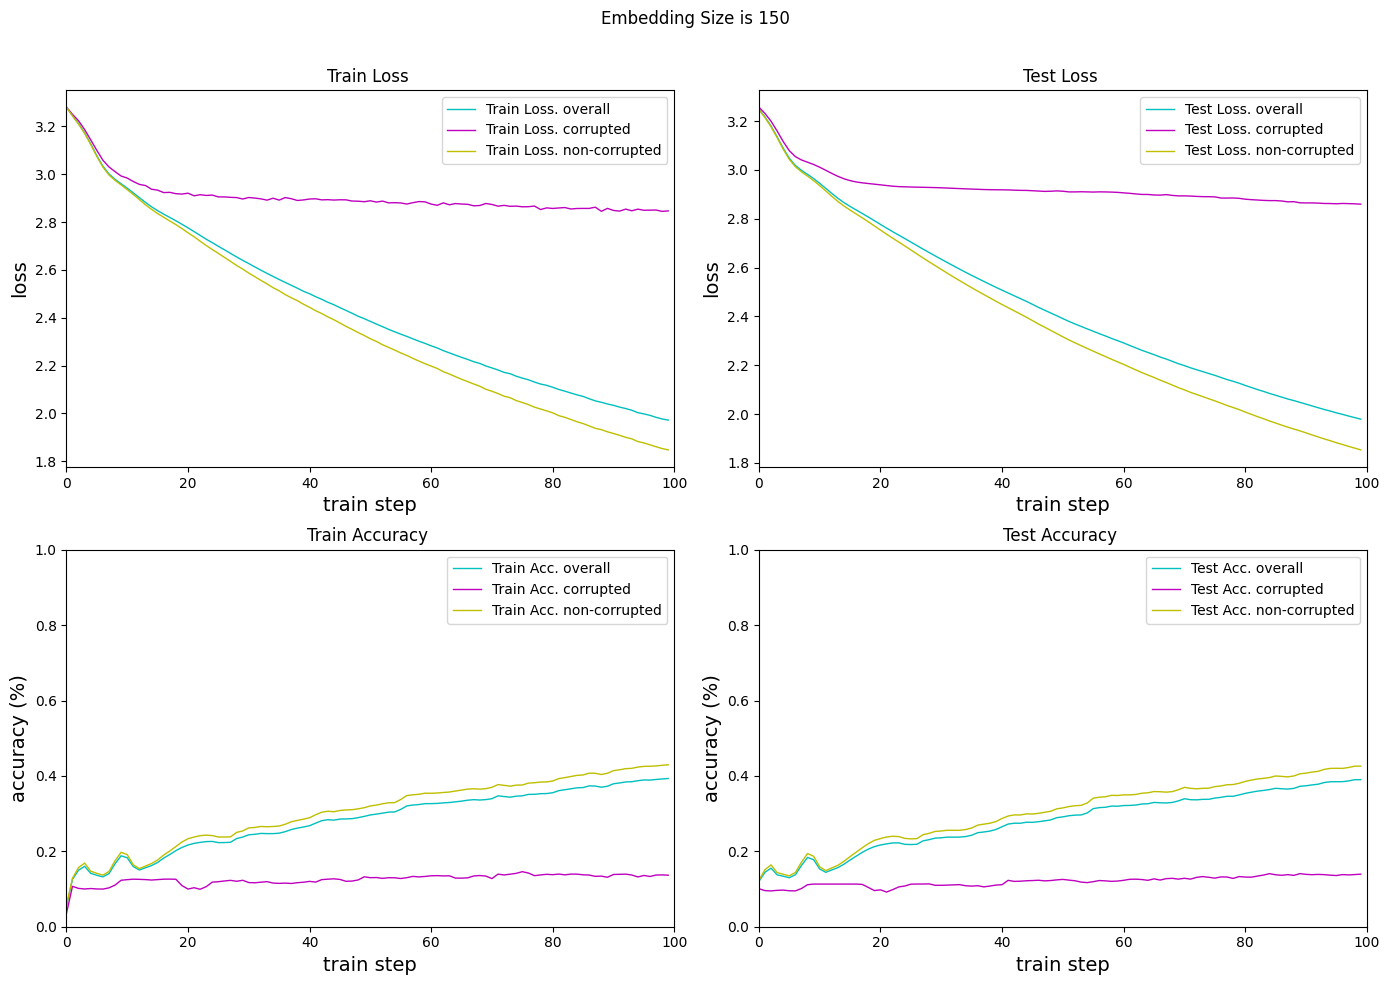 Embedding Size is 150
Train Loss
Train Loss. overall
Train Loss. corrupted
Train Loss. non-corrupted
3.2
3.0
2.8
2.6
2.4
2.2
2.0
1.8
loss
0 20 40 60 80 100
train step
Test Loss
Test Loss. overall
Test Loss. corrupted
Test Loss. non-corrupted
3.2
3.0
2.8
2.6
2.4
2.2
2.0
1.8
loss
0 20 40 60 80 100
train step
Train Accuracy
Train Acc. overall
Train Acc. corrupted
Train Acc. non-corrupted
1.0
0.8
0.6
0.4
0.2
0.0
accuracy (%)
0 20 40 60 80 100
train step
Test Accuracy
Test Acc. overall
Test Acc. corrupted
Test Acc. non-corrupted
1.0
0.8
0.6
0.4
0.2
0.0
accuracy (%)
0 20 40 60 80 100
train step